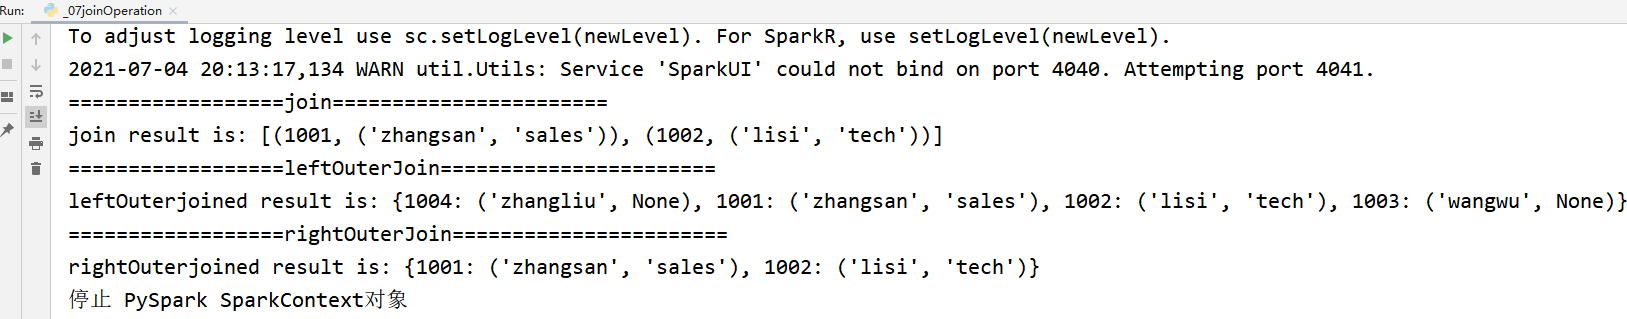 Run: _07joinOperation ×
To adjust logging level use sc.setLogLevel(newLevel). For SparkR, use setLogLevel(newLevel).
2021-07-04 20:13:17,134 WARN util.Utils: Service 'SparkUI' could not bind on port 4040. Attempting port 4041.
==================join=======================
join result is: [(1001, ('zhangsan', 'sales')), (1002, ('lisi', 'tech'))]
==================leftOuterJoin=======================
leftOuterjoined result is: {1004: ('zhangliu', None), 1001: ('zhangsan', 'sales'), 1002: ('lisi', 'tech'), 1003: ('wangwu', None)}
==================rightOuterJoin=======================
rightOuterjoined result is: {1001: ('zhangsan', 'sales'), 1002: ('lisi', 'tech')}
停止 PySpark SparkContext对象